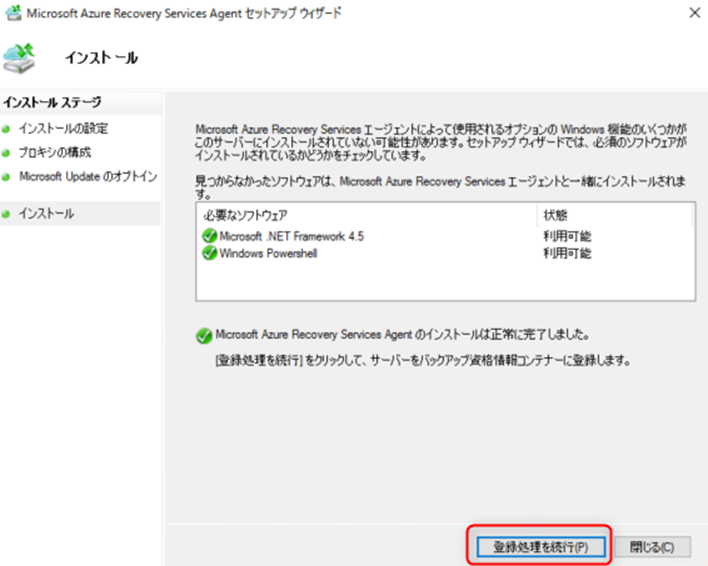 Microsoft Azure Recovery Services Agent セットアップ ウィザード
インストール
インストール ステージ
インストールの設定
プロキシの構成
Microsoft Update のオプトイン
インストール
Microsoft Azure Recovery Services エージェントによって使用されるオプションの Windows 機能のいくつかが
このサーバーにインストールされていない可能性があります。セットアップ ウィザードでは、必須のソフトウェアが
インストールされているかどうかをチェックしています。
見つからなかったソフトウェアは、Microsoft Azure Recovery Services エージェントと一緒にインストールされま
す。
必要なソフトウェア 状態
Microsoft .NET Framework 4.5 利用可能
Windows Powershell 利用可能
Microsoft Azure Recovery Services Agent のインストールは正常に完了しました。
[登録処理を続行] をクリックして、サーバーをバックアップ資格情報コンテナーに登録します。
登録処理を続行(P) 閉じる(C)